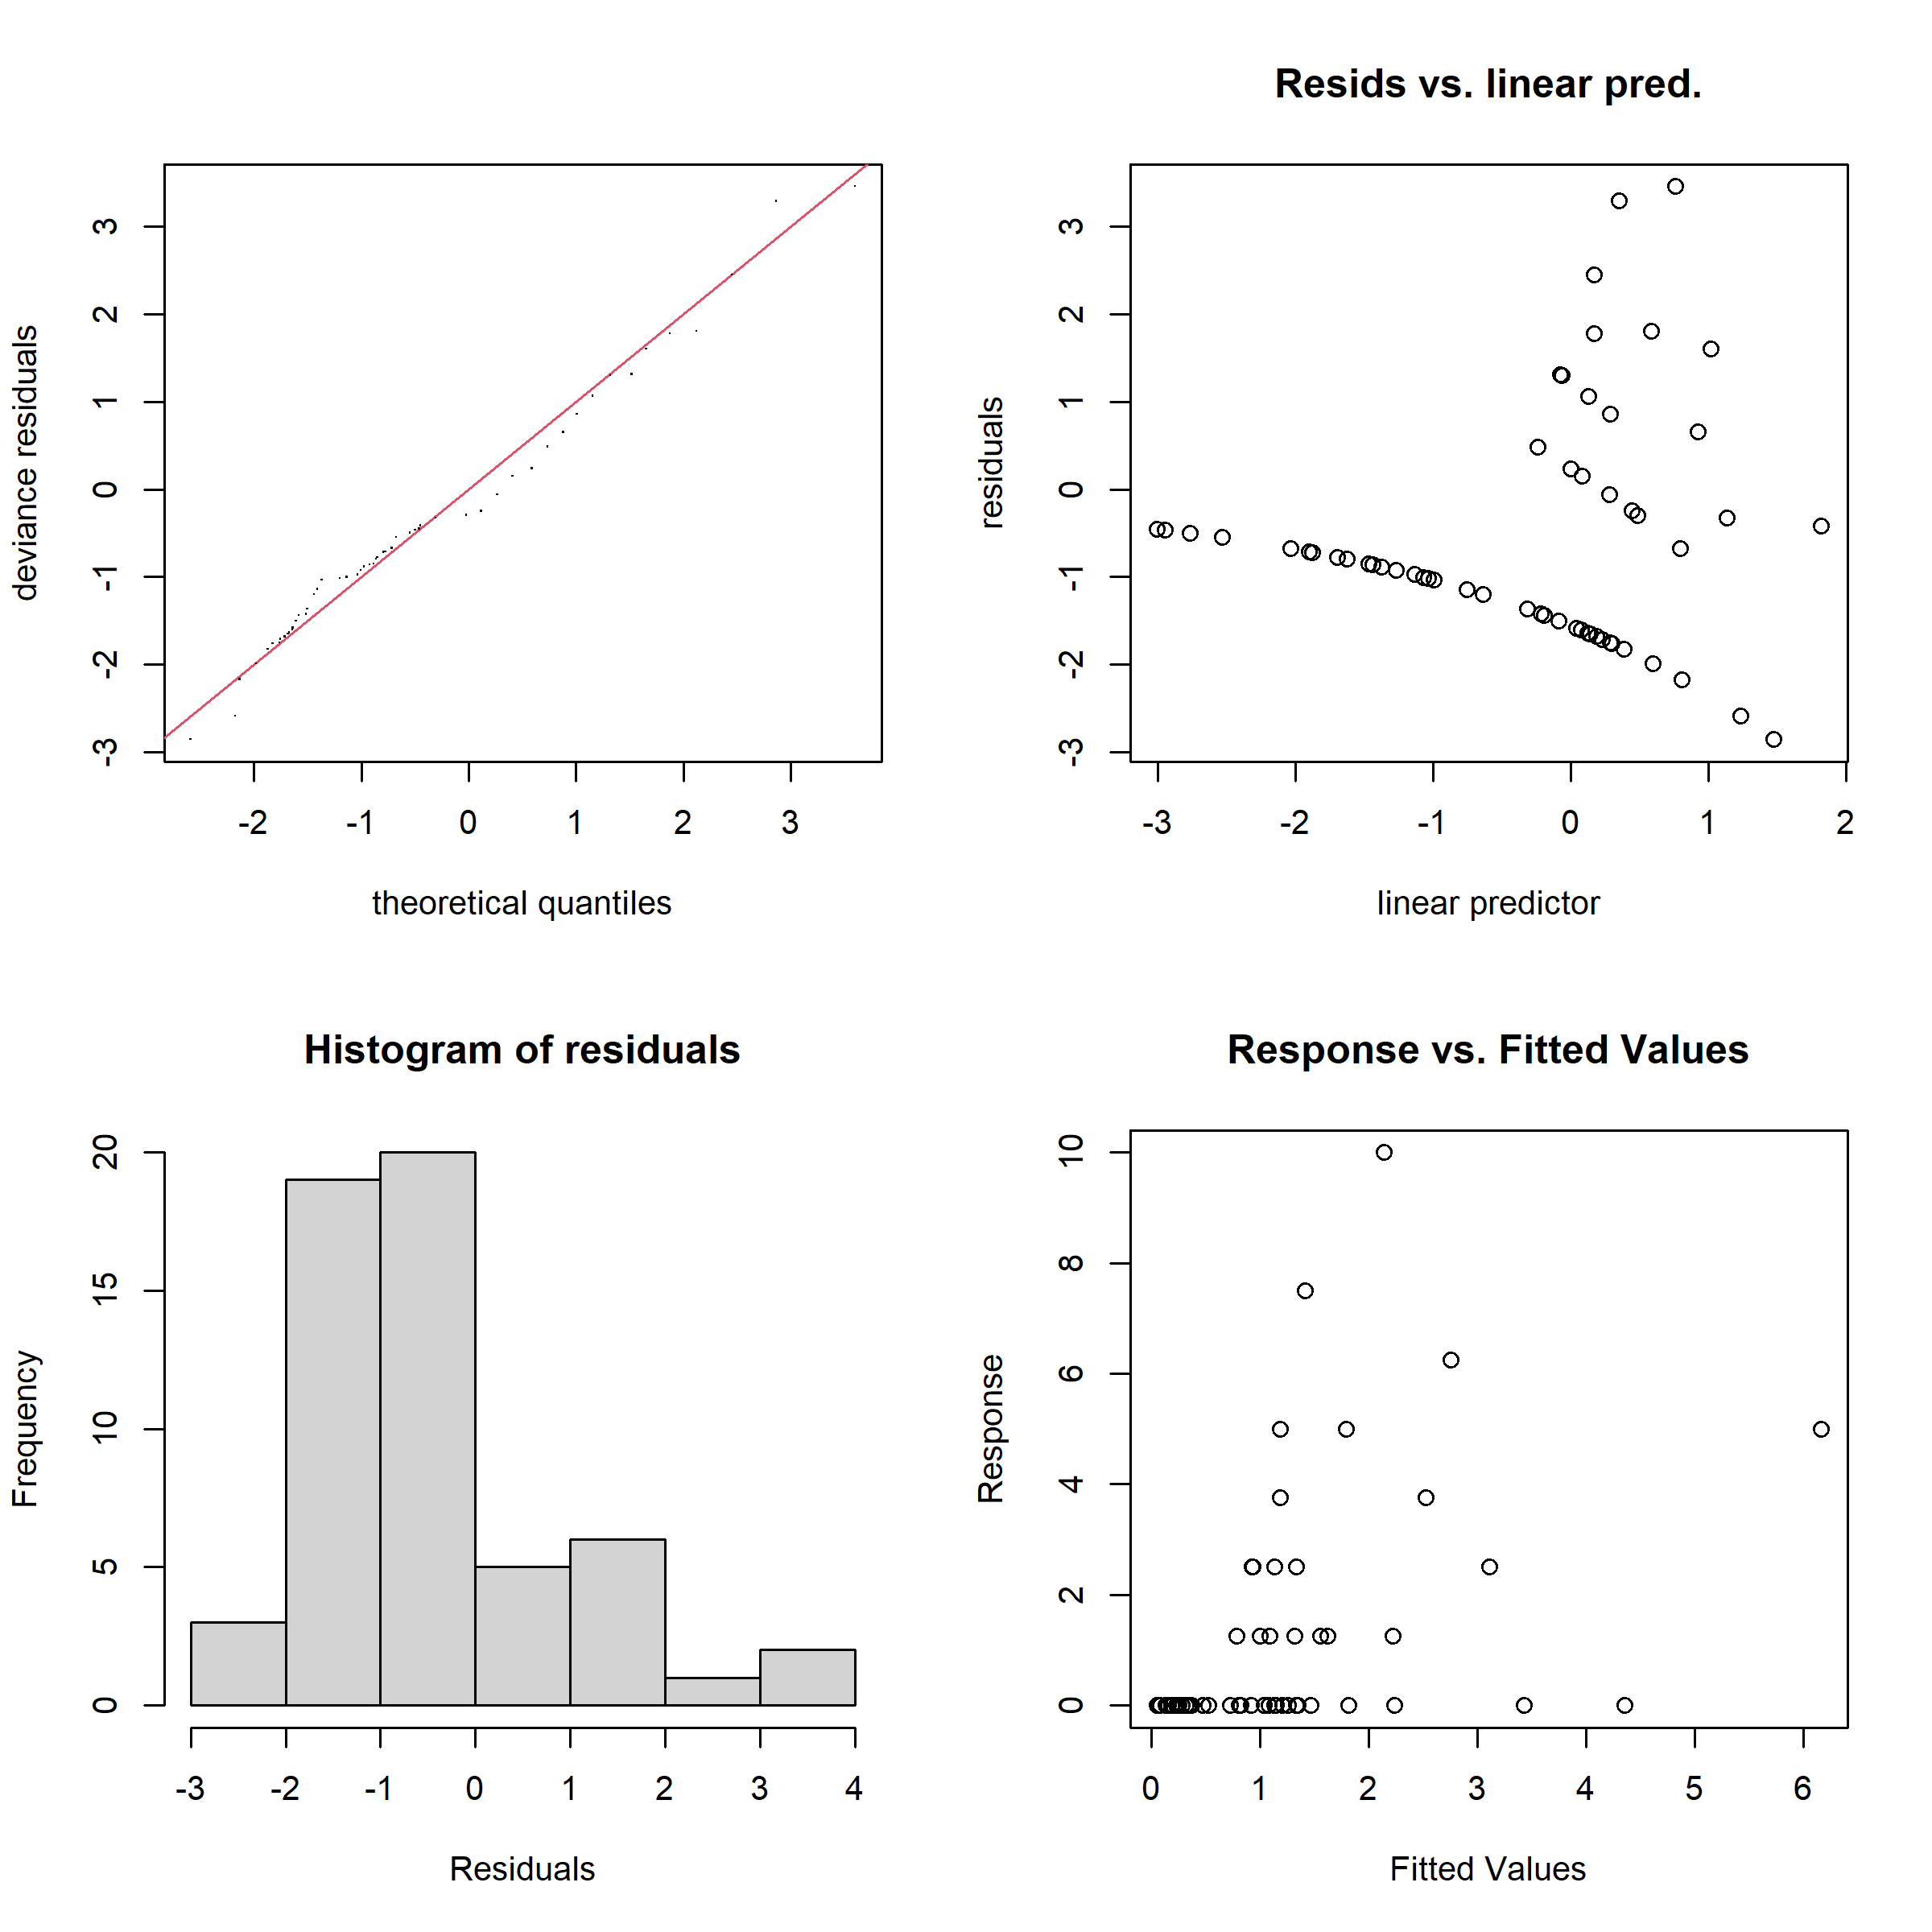 deviance residuals
3
2
1
0
-1
-2
-3
-2 -1 0 1 2 3
theoretical quantiles
Resids vs. linear pred.
residuals
3
2
1
0
-1
-2
-3
-3 -2 -1 0 1 2
linear predictor
Histogram of residuals
Frequency
20
15
10
5
0
-3 -2 -1 0 1 2 3 4
Residuals
Response vs. Fitted Values
Response
10
8
6
4
2
0
0 1 2 3 4 5 6
Fitted Values